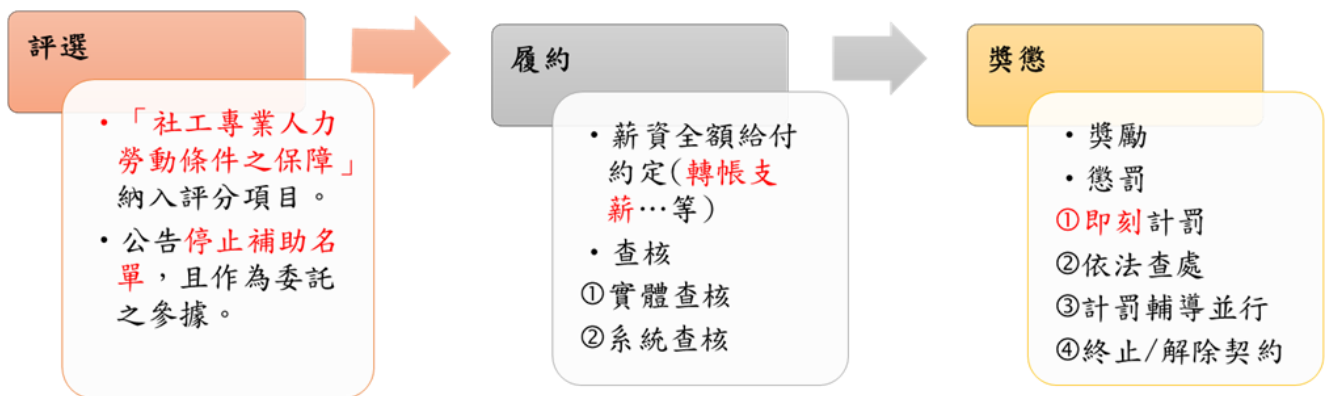 評選
•「社工專業人力
勞動條件之保障」
納入評分項目。
•公告停止補助名
單，且作為委託
之參據。
履約
•薪資全額給付
約定(轉帳支
薪…等)
•查核
①實體查核
②系統查核
獎懲
•獎勵
•懲罰
①即刻計罰
②依法查處
③計罰輔導並行
④終止/解除契約